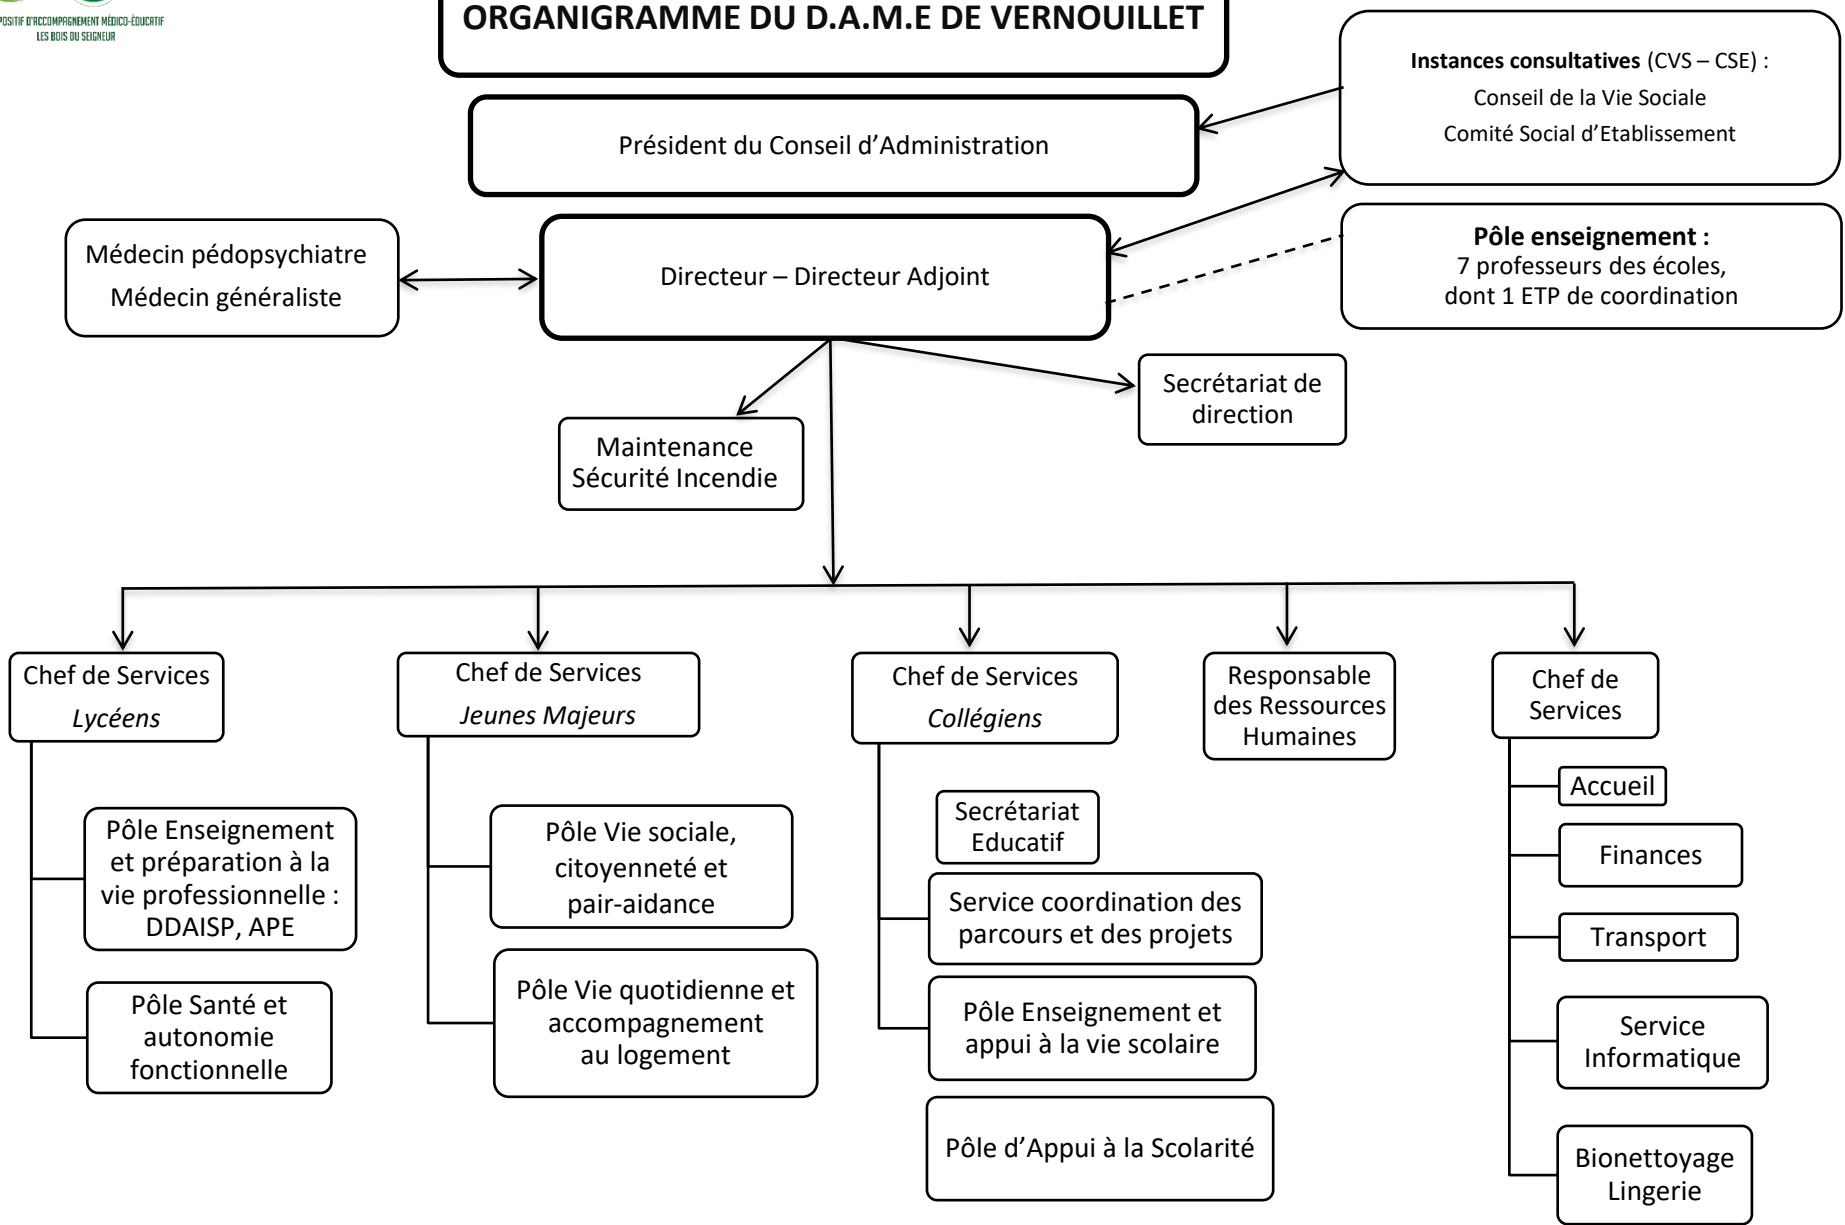 POSITIF D'ACCOMPAGNEMENT MÉDICO-ÉDUCATIF
LES BOIS DU SEIGNEUR
ORGANIGRAMME DU D.A.M.E DE VERNOUILLET
Instances consultatives (CVS – CSE) :
Conseil de la Vie Sociale
Comité Social d'Etablissement
Président du Conseil d'Administration
Médecin pédopsychiatre
Médecin généraliste
Directeur – Directeur Adjoint
Pôle enseignement :
7 professeurs des écoles,
dont 1 ETP de coordination
Secrétariat de
direction
Maintenance
Sécurité Incendie
Chef de Services
Lycéens
Pôle Enseignement
et préparation à la
vie professionnelle :
DDAISP, APE
Pôle Santé et
autonomie
fonctionnelle
Chef de Services
Jeunes Majeurs
Pôle Vie sociale,
citoyenneté et
pair-aidance
Pôle Vie quotidienne et
accompagnement
au logement
Chef de Services
Collégiens
Secrétariat
Educatif
Service coordination des
parcours et des projets
Pôle Enseignement et
appui à la vie scolaire
Pôle d'Appui à la Scolarité
Responsable
des Ressources
Humaines
Chef de
Services
Accueil
Finances
Transport
Service
Informatique
Bionettoyage
Lingerie